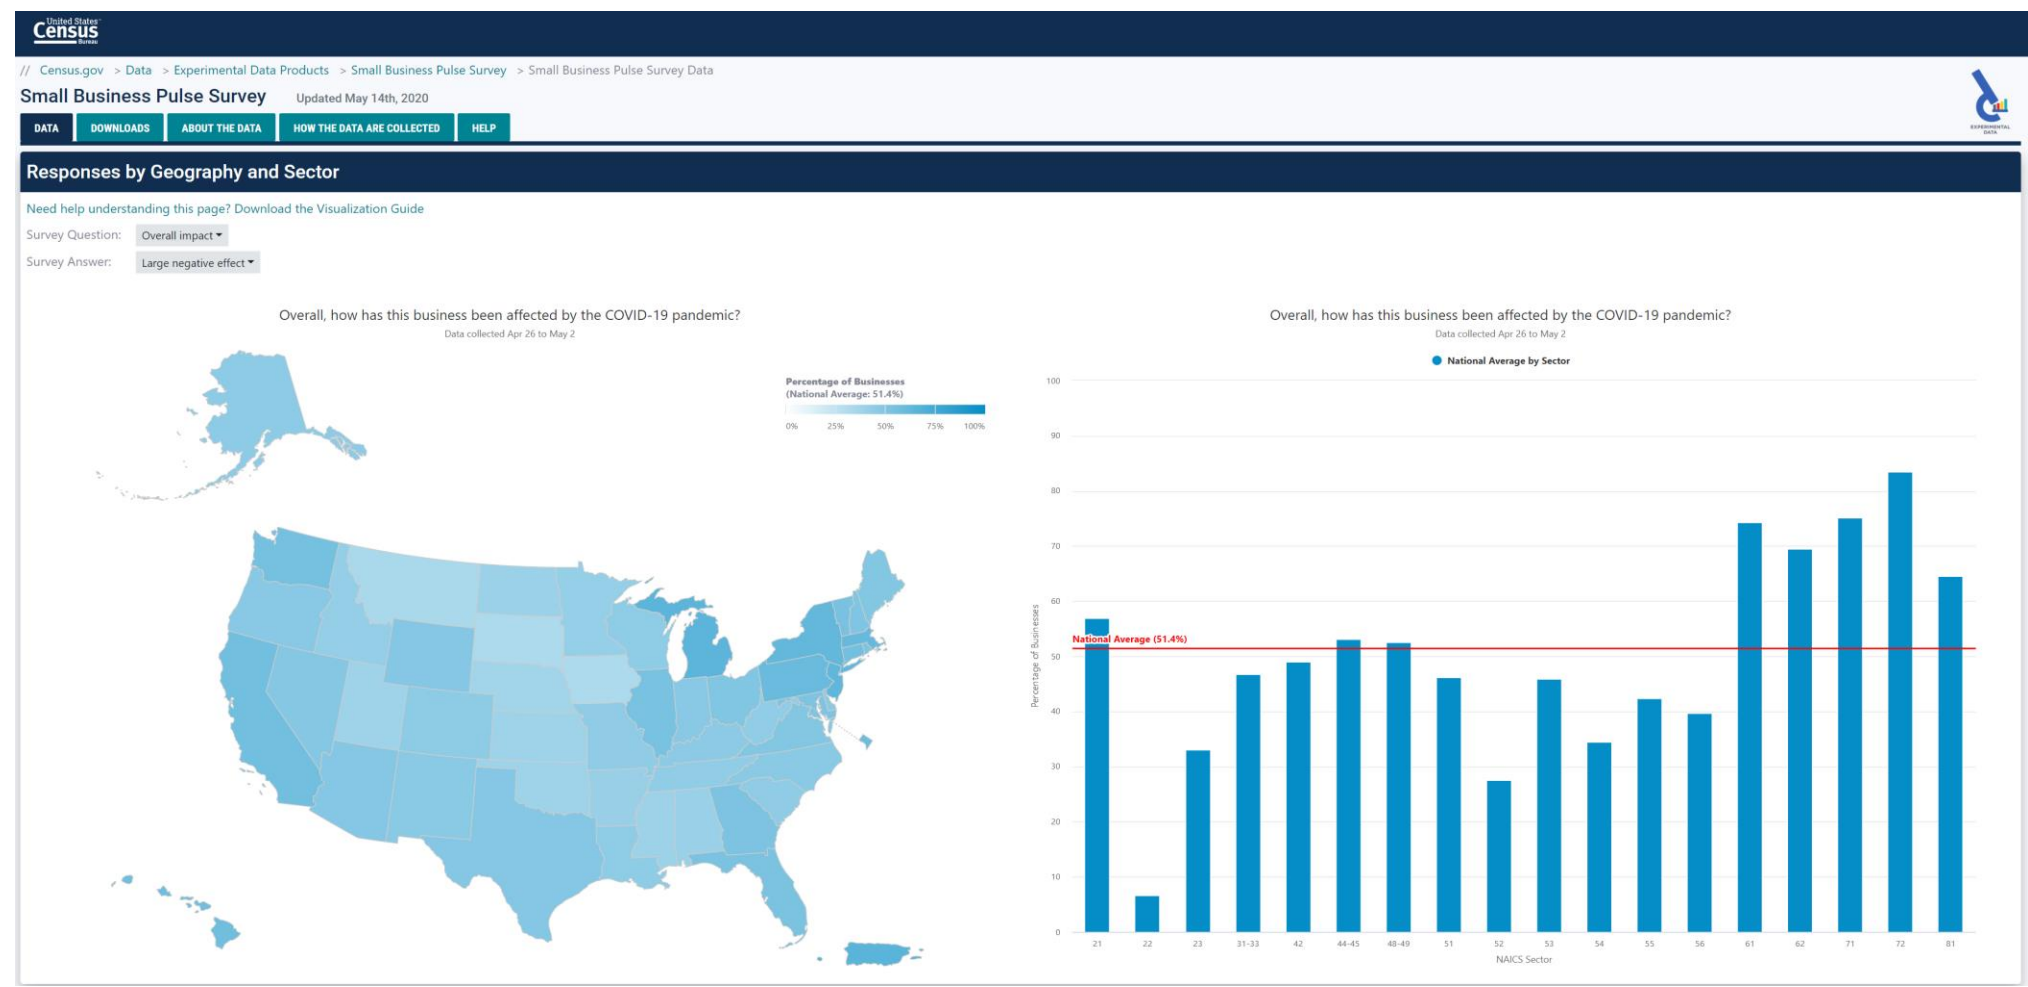 United States™
Census
Bureau
// Census.gov > Data > Experimental Data Products > Small Business Pulse Survey > Small Business Pulse Survey Data
Small Business Pulse Survey Updated May 14th, 2020
DATA DOWNLOADS ABOUT THE DATA HOW THE DATA ARE COLLECTED HELP
EXPERIMENTAL
DATA
Responses by Geography and Sector
Need help understanding this page? Download the Visualization Guide
Survey Question: Overall impact
Survey Answer: Large negative effect
Overall, how has this business been affected by the COVID-19 pandemic?
Data collected Apr 26 to May 2
Percentage of Businesses
(National Average: 51.4%)
0% 25% 50% 75% 100%
Overall, how has this business been affected by the COVID-19 pandemic?
Data collected Apr 26 to May 2
National Average by Sector
100
90
80
70
60
50
40
30
20
10
0
Percentage of Businesses
National Average (51.4%)
21 22 23 31-33 42 44-45 48-49 51 52 53 54 55 56 61 62 71 72 81
NAICS Sector